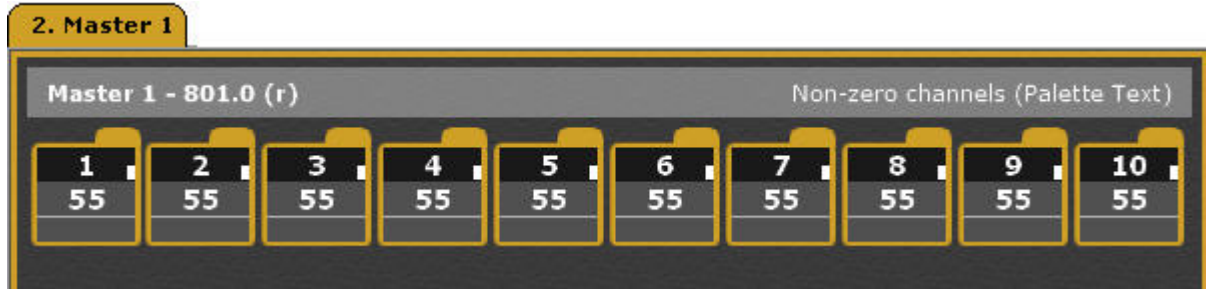 2. Master 1
Master 1 - 801.0 (r) Non-zero channels (Palette Text)
1 2 3 4 5 6 7 8 9 10
55 55 55 55 55 55 55 55 55 55